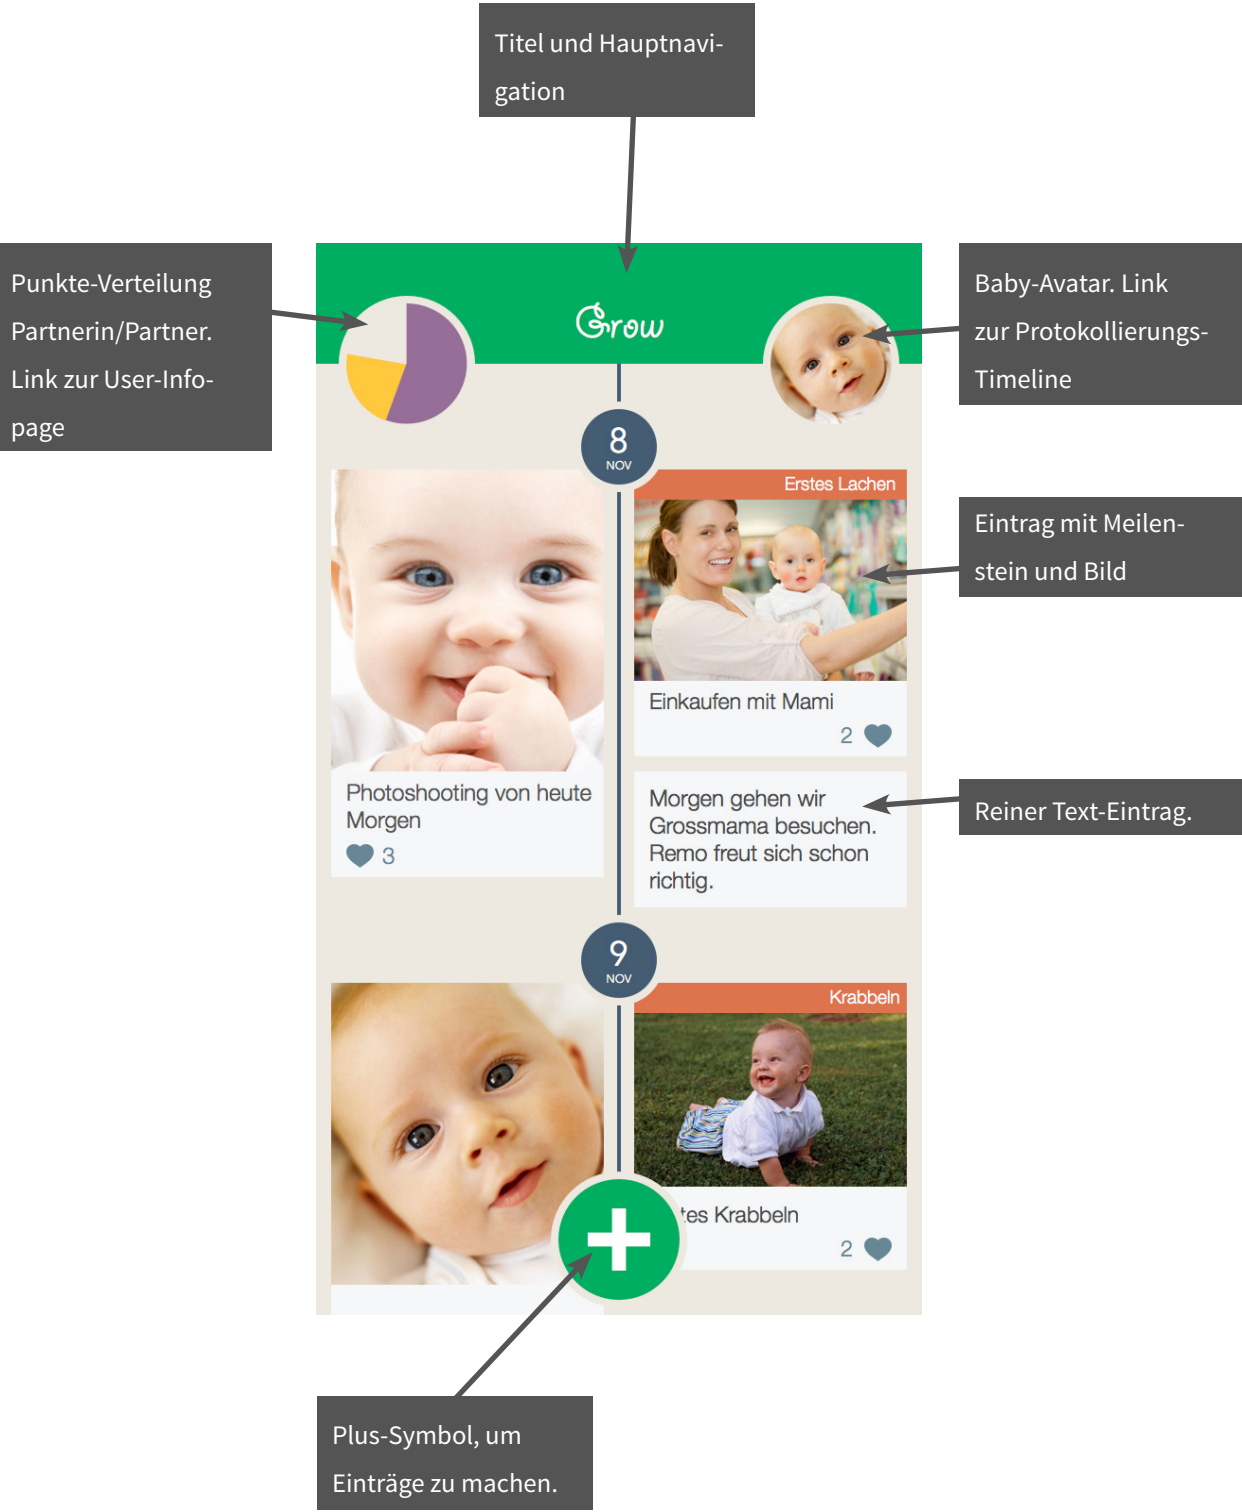 Titel und Hauptnavi-
gation
Punkte-Verteilung
Partnerin/Partner.
Link zur User-Info-
page
Grow
Baby-Avatar. Link
zur Protokollierungs-
Timeline
8
NOV
Erstes Lachen
Eintrag mit Meilen-
stein und Bild
Einkaufen mit Mami
2
Photoshooting von heute
Morgen
3
Morgen gehen wir
Grossmama besuchen.
Remo freut sich schon
richtig.
Reiner Text-Eintrag.
9
NOV
Krabbeln
tes Krabbeln
2
Plus-Symbol, um
Einträge zu machen.